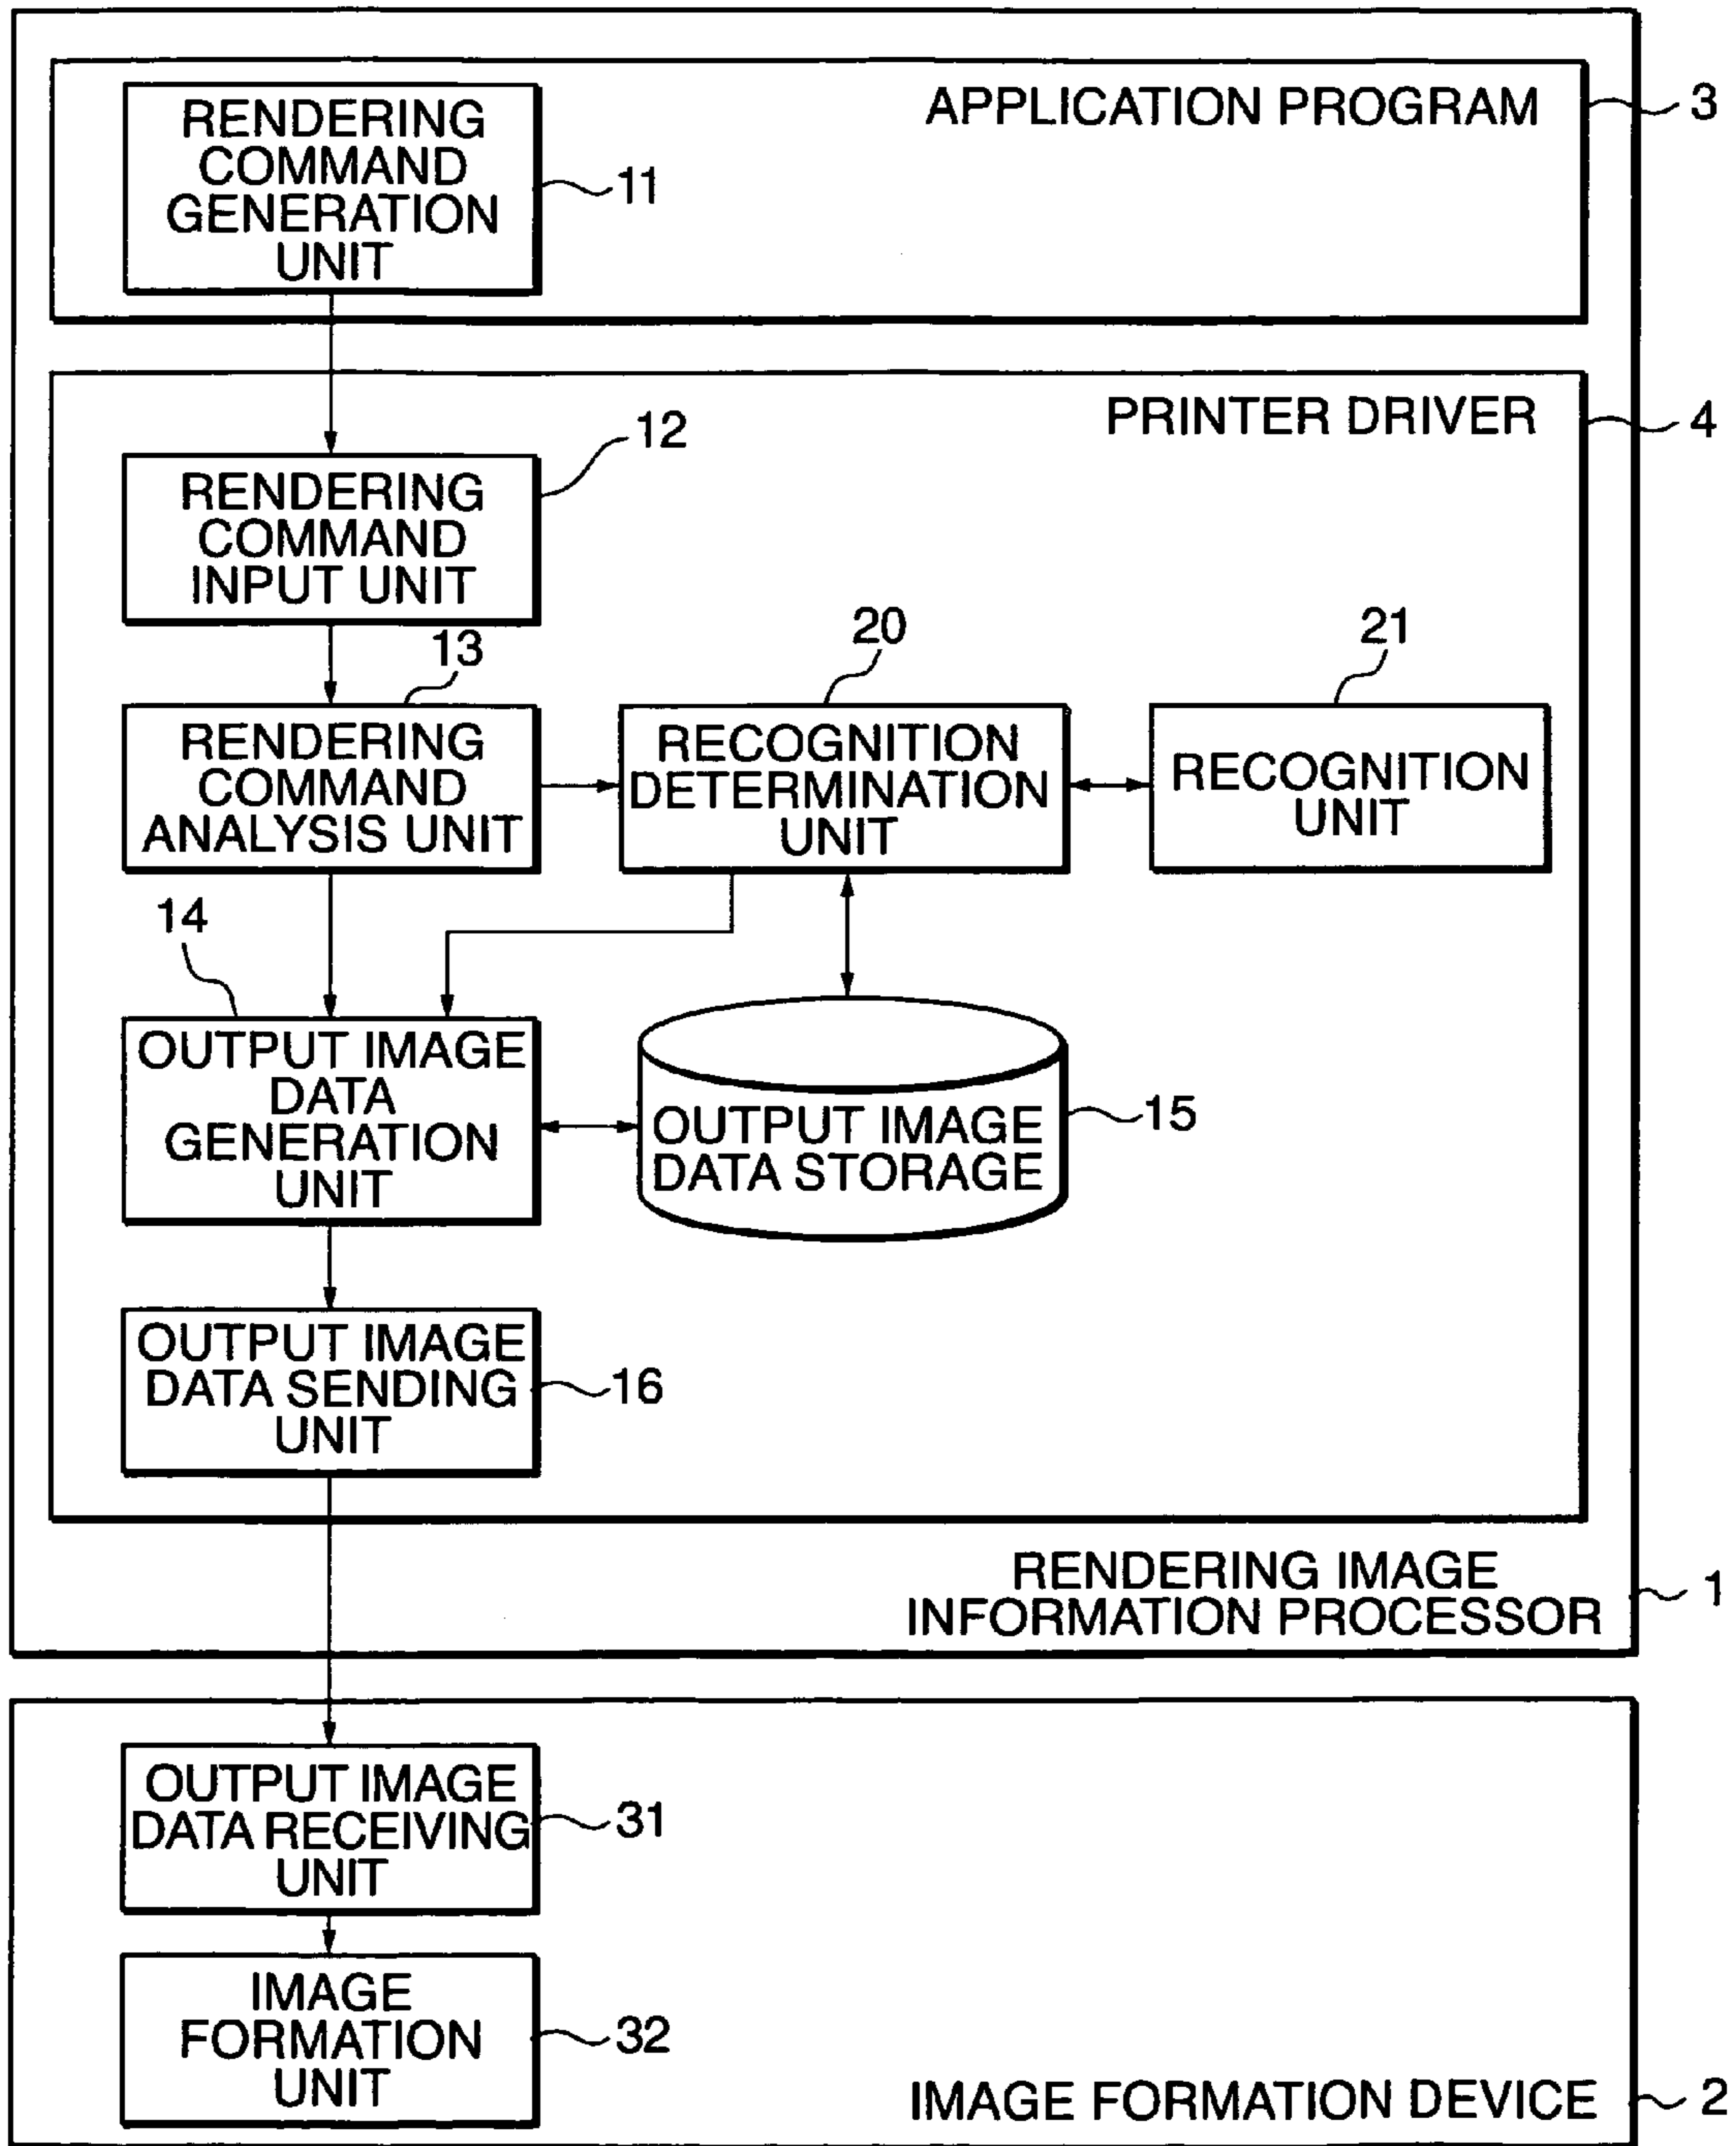 RENDERING
COMMAND
GENERATION
UNIT
11
APPLICATION PROGRAM
3
PRINTER DRIVER
4
12
RENDERING
COMMAND
INPUT UNIT
13
RENDERING
COMMAND
ANALYSIS UNIT
20
RECOGNITION
DETERMINATION
UNIT
21
RECOGNITION
UNIT
14
OUTPUT IMAGE
DATA
GENERATION
UNIT
OUTPUT IMAGE
DATA STORAGE
15
OUTPUT IMAGE
DATA SENDING
UNIT
16
RENDERING IMAGE
INFORMATION PROCESSOR
1
OUTPUT IMAGE
DATA RECEIVING
UNIT
31
IMAGE
FORMATION
UNIT
32
IMAGE FORMATION DEVICE
2